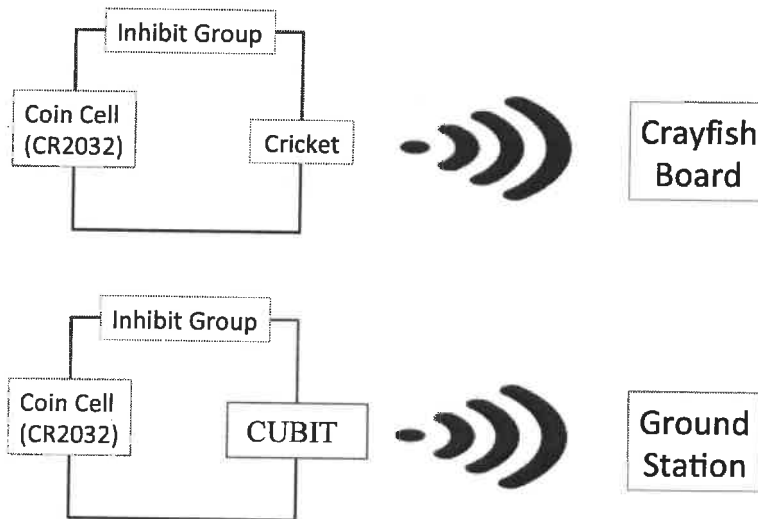 Inhibit Group
Coin Cell
(CR2032)
Cricket
Crayfish
Board
Inhibit Group
Coin Cell
(CR2032)
CUBIT
Ground
Station